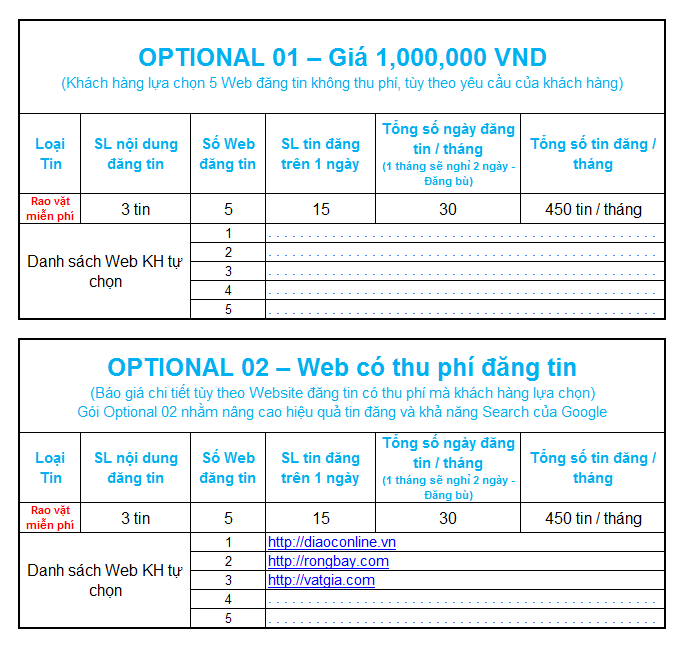 OPTIONAL 01 – Giá 1,000,000 VND
(Khách hàng lựa chọn 5 Web đăng tin không thu phí, tùy theo yêu cầu của khách hàng)
Loại Tin | SL nội dung đăng tin | Số Web đăng tin | SL tin đăng trên 1 ngày | Tổng số ngày đăng tin / tháng (1 tháng sẽ nghỉ 2 ngày - Đăng bù) | Tổng số tin đăng / tháng
Rao vặt miễn phí | 3 tin | 5 | 15 | 30 | 450 tin / tháng
Danh sách Web KH tự chọn
1
2
3
4
5
OPTIONAL 02 – Web có thu phí đăng tin
(Báo giá chi tiết tùy theo Website đăng tin có thu phí mà khách hàng lựa chọn)
Gói Optional 02 nhằm nâng cao hiệu quả tin đăng và khả năng Search của Google
Loại Tin | SL nội dung đăng tin | Số Web đăng tin | SL tin đăng trên 1 ngày | Tổng số ngày đăng tin / tháng (1 tháng sẽ nghỉ 2 ngày - Đăng bù) | Tổng số tin đăng / tháng
Rao vặt miễn phí | 3 tin | 5 | 15 | 30 | 450 tin / tháng
Danh sách Web KH tự chọn
1 http://diaoconline.vn
2 http://rongbay.com
3 http://vatgia.com
4
5